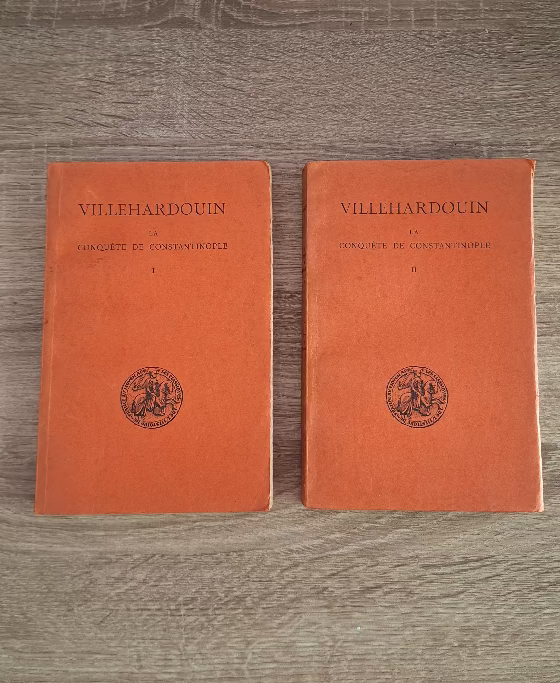 VILLEHARDOUIN
LA
CONQUÊTE DE CONSTANTINOPLE
I
VILLEHARDOUIN
LA
CONQUÊTE DE CONSTANTINOPLE
II